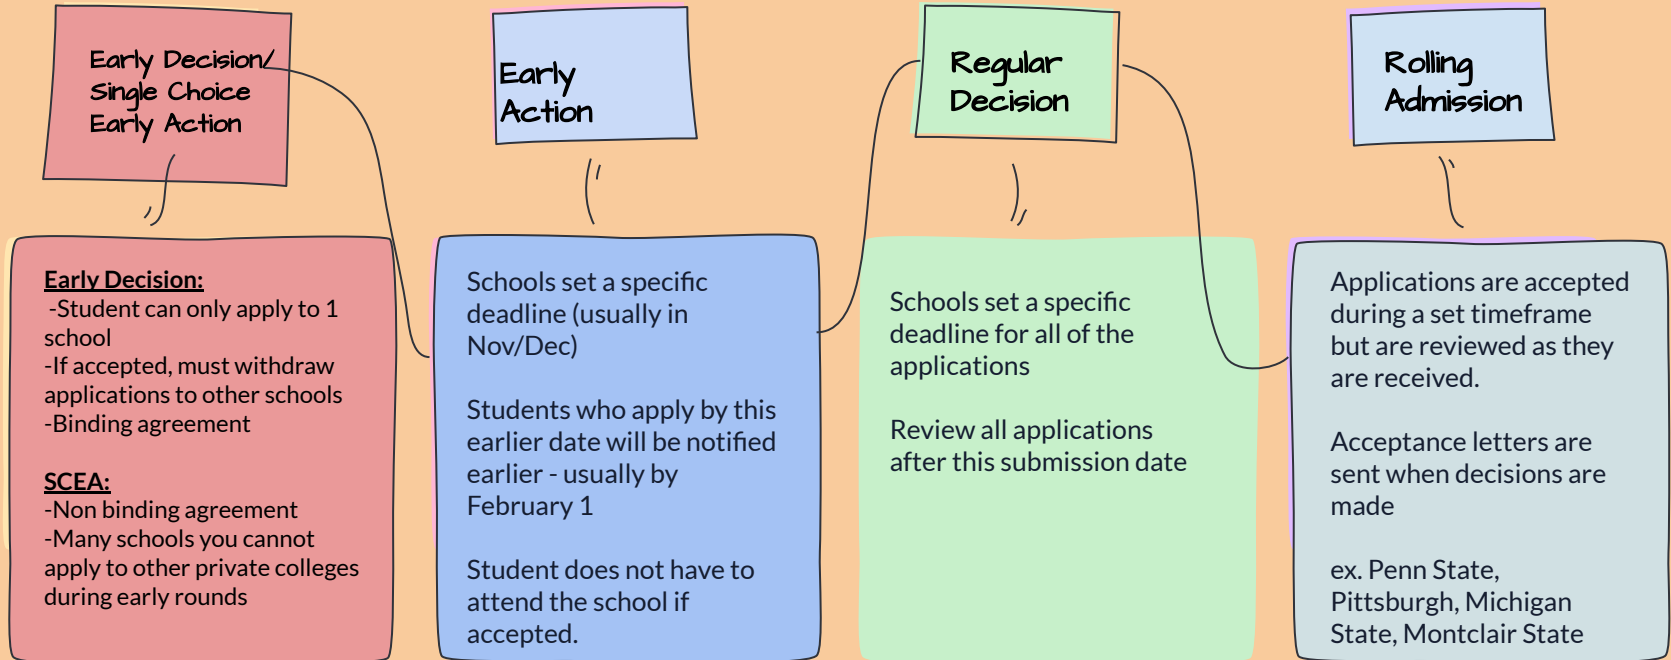 Early Decision/
Single Choice
Early Action
Early Decision:
-Student can only apply to 1
school
-If accepted, must withdraw
applications to other schools
-Binding agreement
SCEA:
-Non binding agreement
-Many schools you cannot
apply to other private colleges
during early rounds
Early
Action
Schools set a specific
deadline (usually in
Nov/Dec)
Students who apply by this
earlier date will be notified
earlier - usually by
February 1
Student does not have to
attend the school if
accepted.
Regular
Decision
Schools set a specific
deadline for all of the
applications
Review all applications
after this submission date
Rolling
Admission
Applications are accepted
during a set timeframe
but are reviewed as they
are received.
Acceptance letters are
sent when decisions are
made
ex. Penn State,
Pittsburgh, Michigan
State, Montclair State